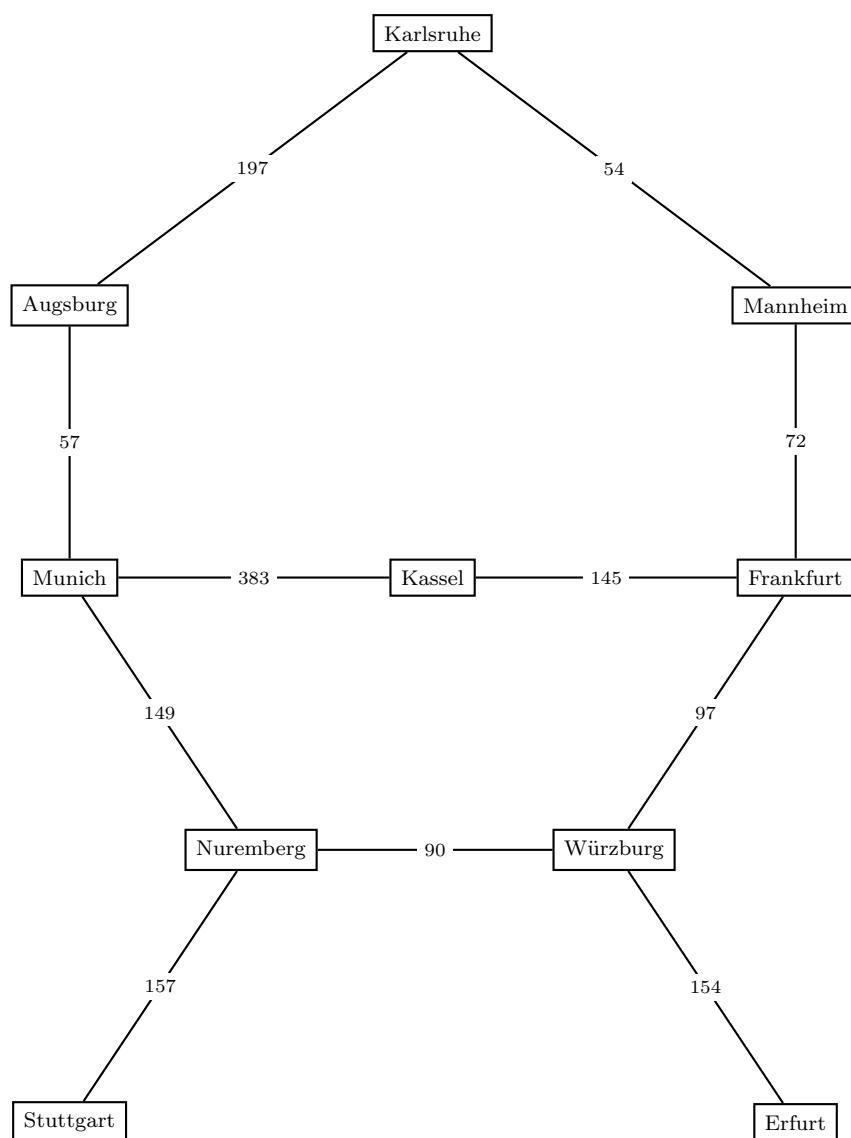 Karlsruhe
197
54
Augsburg
Mannheim
57
72
Munich
383
Kassel
145
Frankfurt
149
97
Nuremberg
90
Würzburg
157
154
Stuttgart
Erfurt